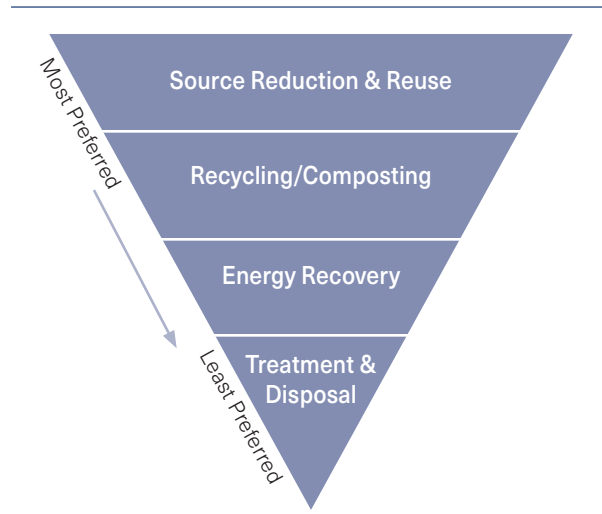 Most Preferred
Source Reduction & Reuse
Recycling/Composting
Energy Recovery
Treatment &
Disposal
Least Preferred